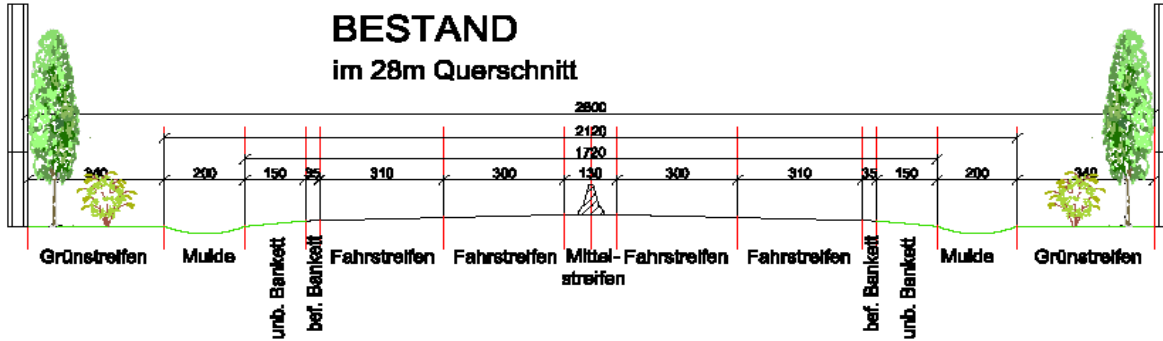 BESTAND
im 28m Querschnitt
2800
2120
1720
340 200 150 35 310 300 130 300 310 35 150 200 340
Grünstreifen Mulde unb. Bankett bef. Bankett Fahrstreifen Fahrstreifen Mittel-
streifen Fahrstreifen Fahrstreifen bef. Bankett unb. Bankett Mulde Grünstreifen